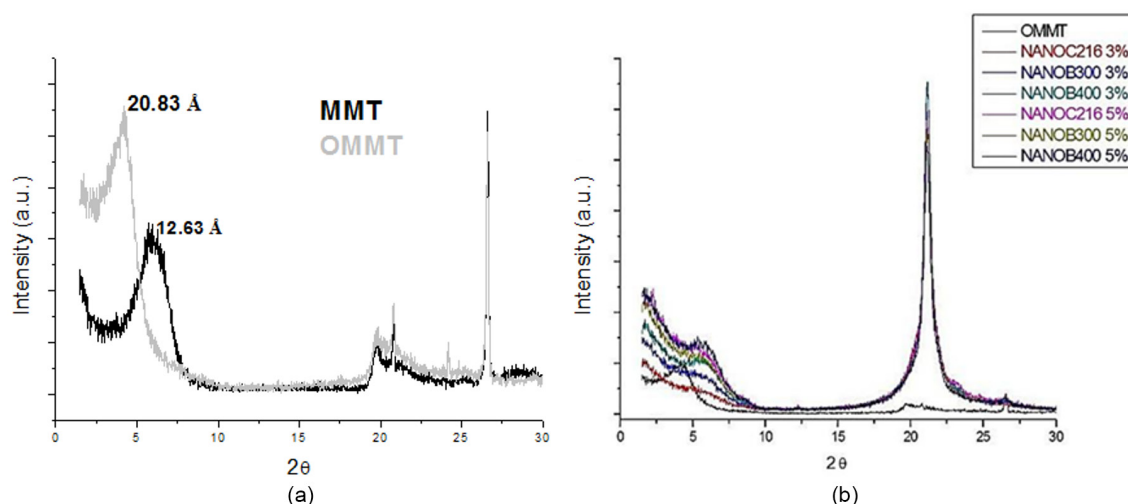 20.83 Å
12.63 Å
MMT
OMMT
Intensity (a.u.)
0 5 10 15 20 25 30
2θ
(a)
OMMT
NANOC216 3%
NANOB300 3%
NANOB400 3%
NANOC216 5%
NANOB300 5%
NANOB400 5%
Intensity (a.u.)
0 5 10 15 20 25 30
2θ
(b)